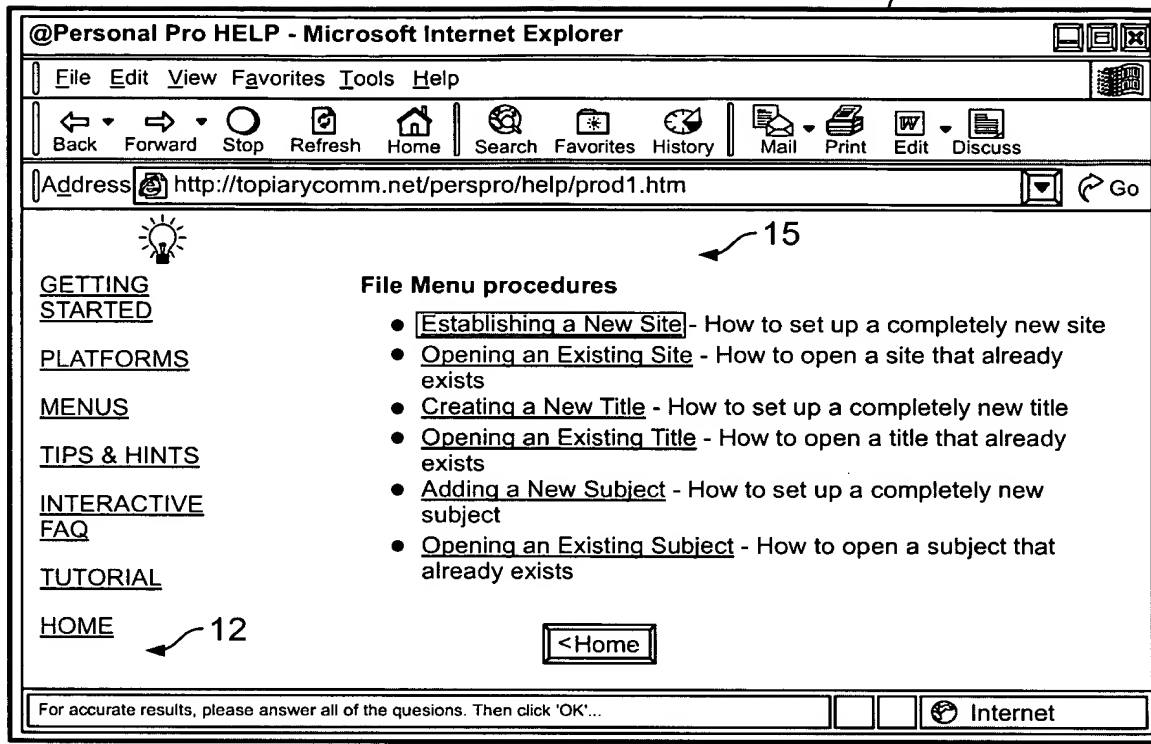 @Personal Pro HELP - Microsoft Internet Explorer
File Edit View Favorites Tools Help
Back Forward Stop Refresh Home Search Favorites History Mail Print Edit Discuss
Address http://topiarycomm.net/perspro/help/prod1.htm Go
15
GETTING
STARTED
PLATFORMS
MENUS
TIPS & HINTS
INTERACTIVE
FAQ
TUTORIAL
HOME
12
File Menu procedures
● Establishing a New Site - How to set up a completely new site
● Opening an Existing Site - How to open a site that already
exists
● Creating a New Title - How to set up a completely new title
● Opening an Existing Title - How to open a title that already
exists
● Adding a New Subject - How to set up a completely new
subject
● Opening an Existing Subject - How to open a subject that
already exists
<Home
For accurate results, please answer all of the quesions. Then click 'OK'...
Internet